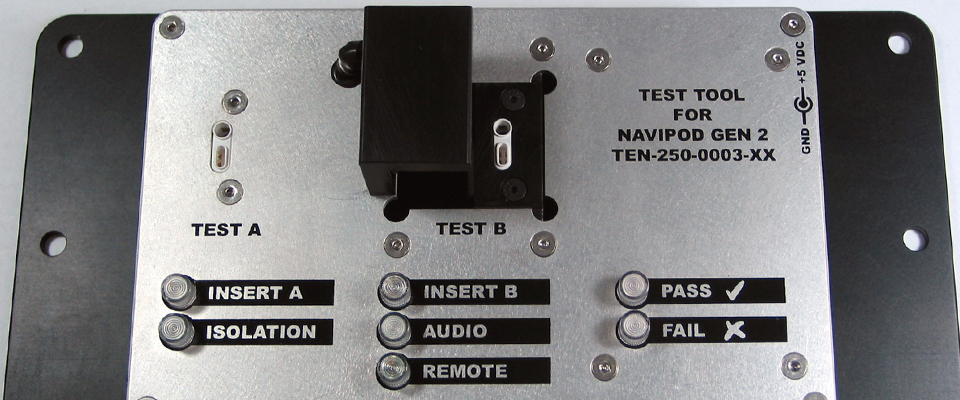 TEST TOOL
FOR
NAVIPOD GEN 2
TEN-250-0003-XX
GND +5 VDC
TEST A
TEST B
INSERT A
INSERT B
PASS ✓
ISOLATION
AUDIO
FAIL ✗
REMOTE